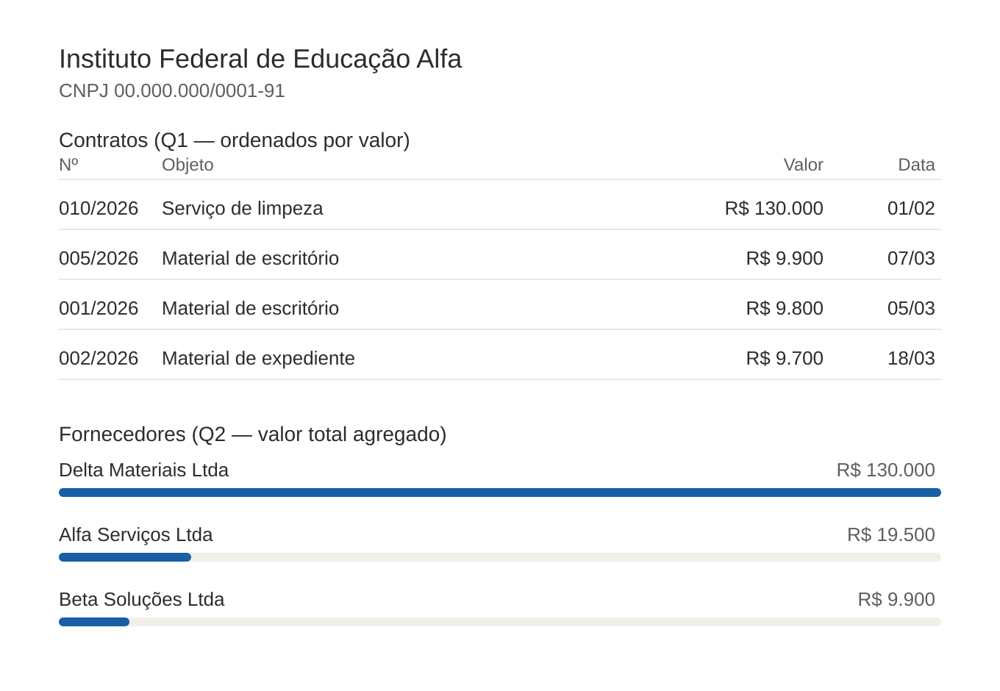 Instituto Federal de Educação Alfa
CNPJ 00.000.000/0001-91
Contratos (Q1 — ordenados por valor)
Nº Objeto Valor Data
010/2026 Serviço de limpeza R$ 130.000 01/02
005/2026 Material de escritório R$ 9.900 07/03
001/2026 Material de escritório R$ 9.800 05/03
002/2026 Material de expediente R$ 9.700 18/03
Fornecedores (Q2 — valor total agregado)
Delta Materiais Ltda R$ 130.000
Alfa Serviços Ltda R$ 19.500
Beta Soluções Ltda R$ 9.900